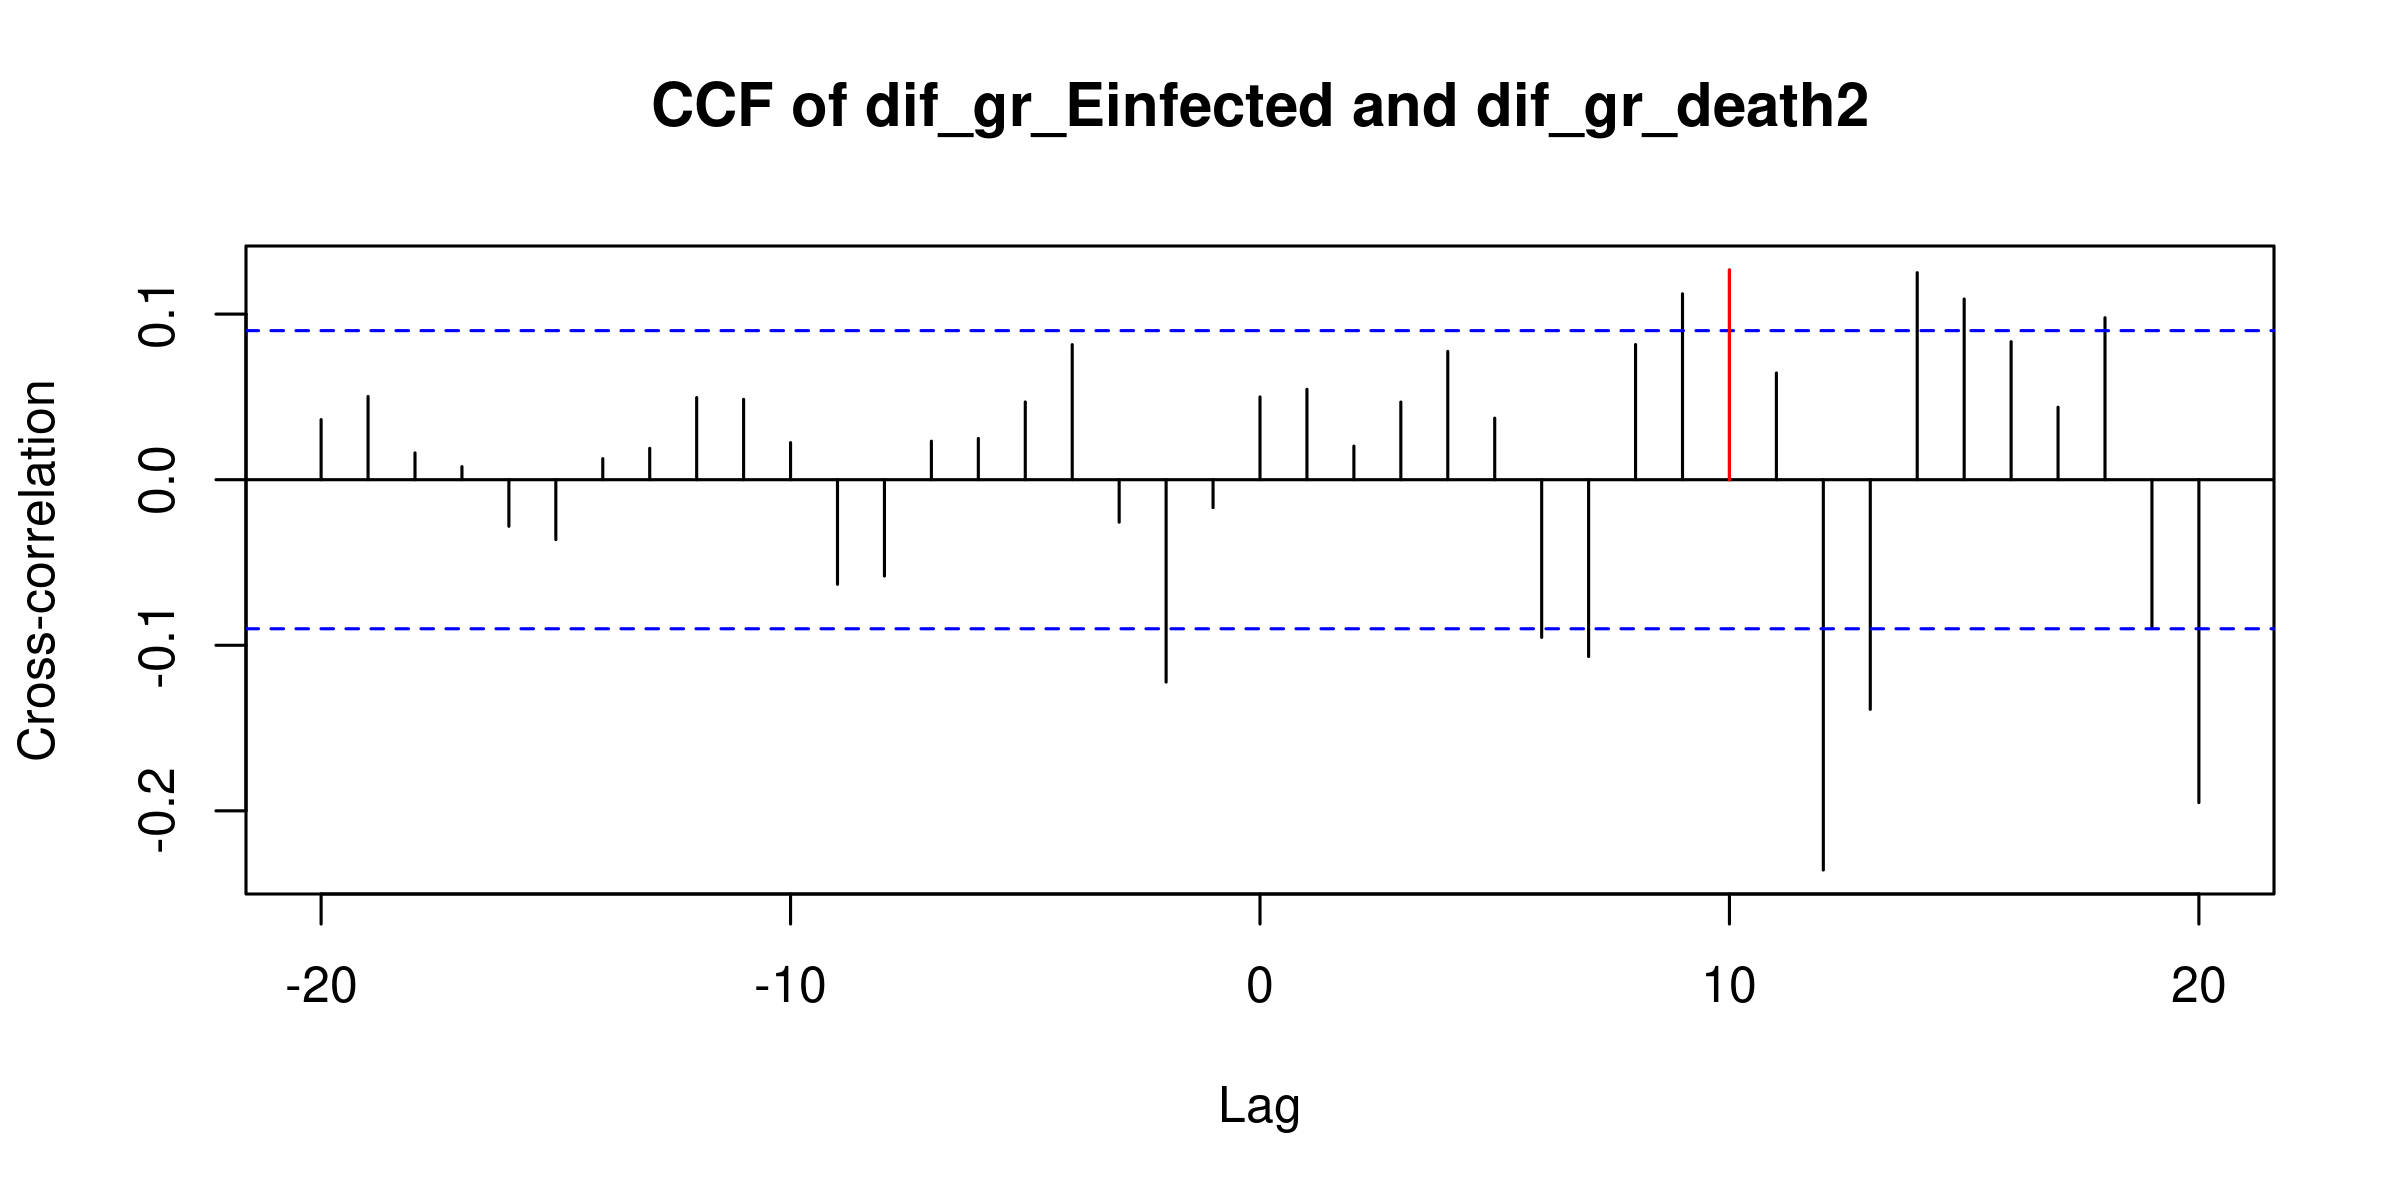 CCF of dif_gr_Einfected and dif_gr_death2
Cross-correlation
0.1
0.0
-0.1
-0.2
-20 -10 0 10 20
Lag